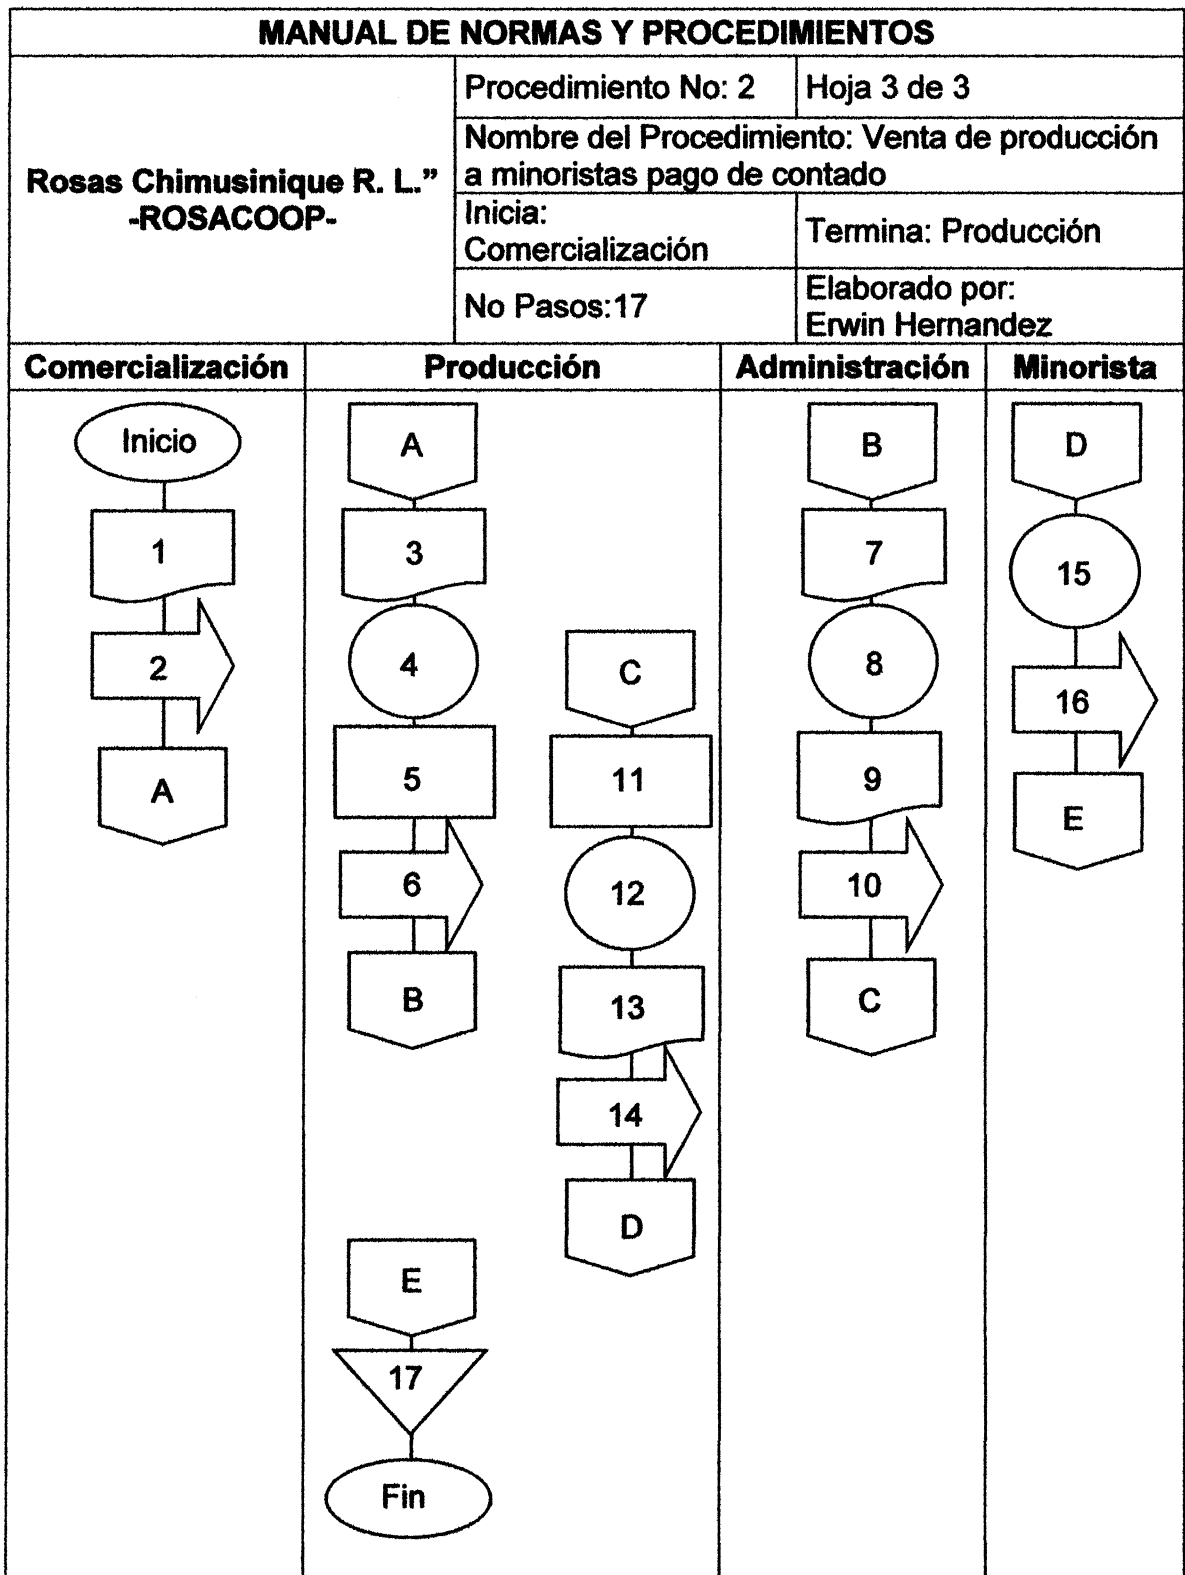 MANUAL DE NORMAS Y PROCEDIMIENTOS
Rosas Chimusinique R. L.”
-ROSACOOP-
Procedimiento No: 2
Hoja 3 de 3
Nombre del Procedimiento: Venta de producción
a minoristas pago de contado
Inicia:
Comercialización
Termina: Producción
No Pasos:17
Elaborado por:
Erwin Hernandez
Comercialización
Producción
Administración
Minorista
Inicio
1
2
A
A
3
4
5
6
B
C
11
12
13
14
D
E
17
Fin
B
7
8
9
10
C
D
15
16
E